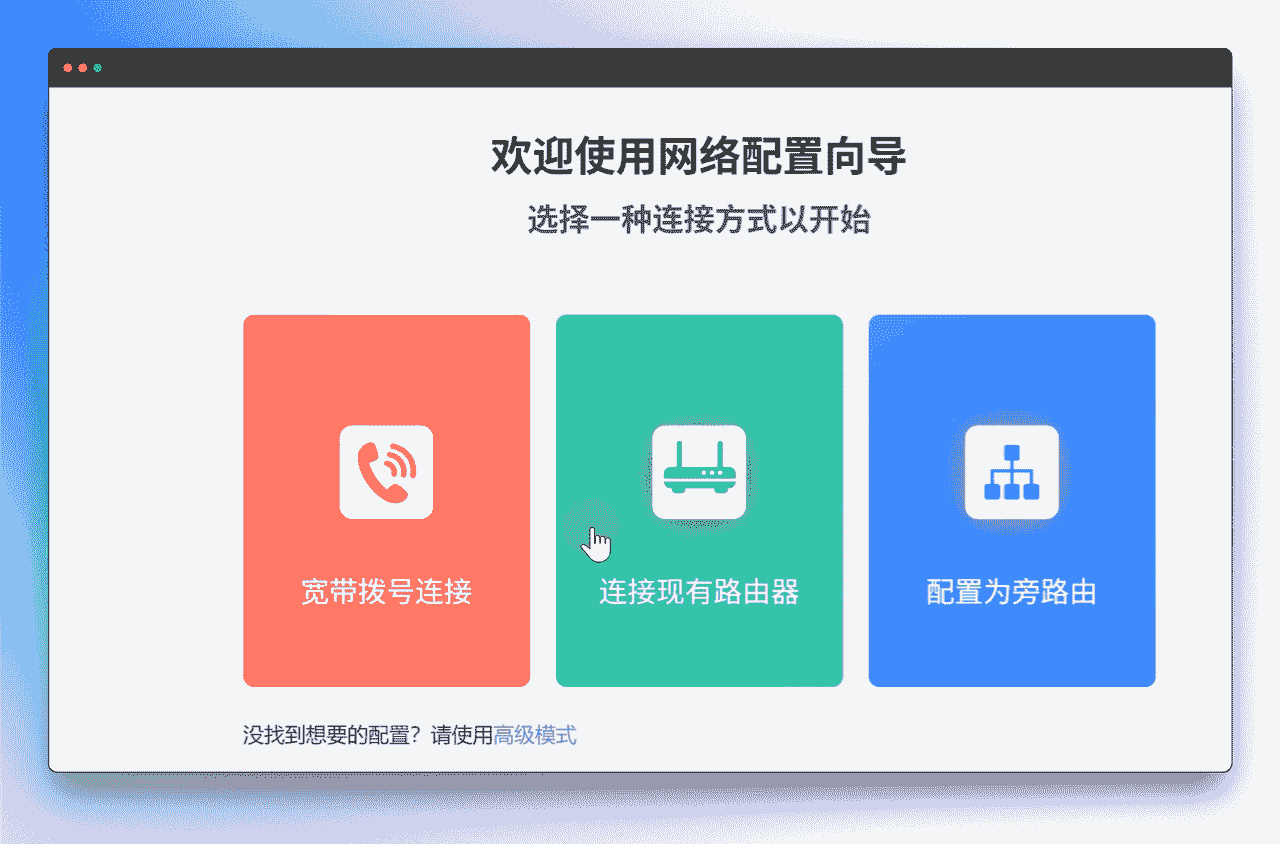 欢迎使用网络配置向导
选择一种连接方式以开始
宽带拨号连接
连接现有路由器
配置为旁路由
没找到想要的配置？请使用高级模式